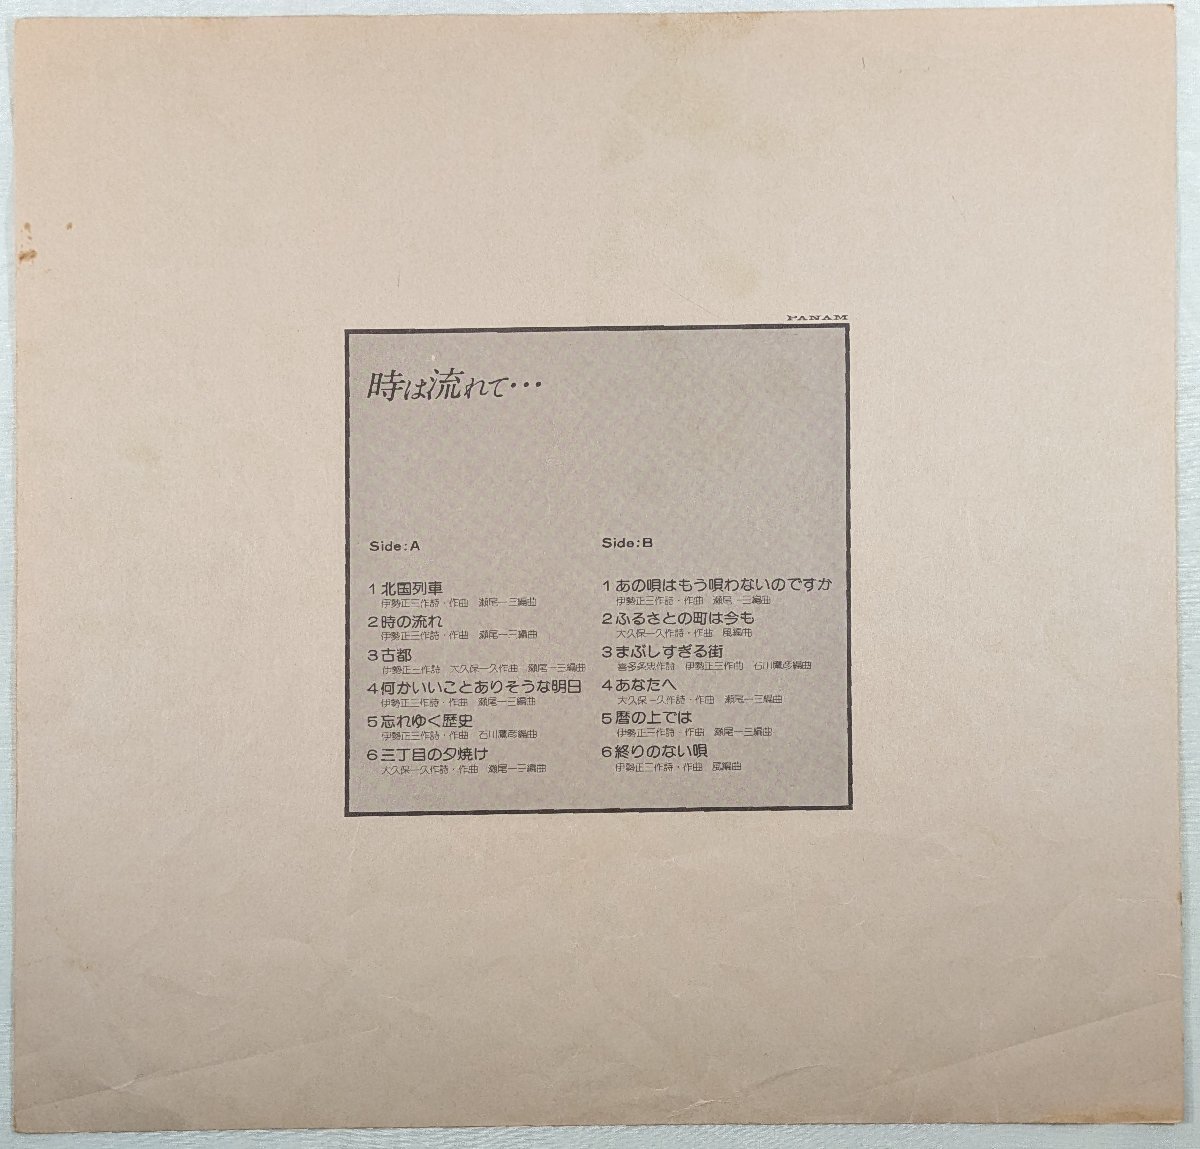 PANAM
時は流れて･･･
Side:A
1 北国列車
伊勢正三作詩・作曲 瀬尾一三編曲
2 時の流れ
伊勢正三作詩・作曲 瀬尾一三編曲
3 古都
伊勢正三作詩 大久保一久作曲 瀬尾一三編曲
4 何かいいことありそうな明日
伊勢正三作詩・作曲 瀬尾一三編曲
5 忘れゆく歴史
伊勢正三作詩・作曲 石川鷹彦編曲
6 三丁目の夕焼け
大久保一久作詩・作曲 瀬尾一三編曲
Side:B
1 あの唄はもう唄わないのですか
伊勢正三作詩・作曲 瀬尾一三編曲
2 ふるさとの町は今も
大久保一久作詩・作曲 風編曲
3 まぶしすぎる街
喜多条忠作詩 伊勢正三作曲 石川鷹彦編曲
4 あなたへ
大久保一久作詩・作曲 瀬尾一三編曲
5 暦の上では
伊勢正三作詩・作曲 瀬尾一三編曲
6 終りのない唄
伊勢正三作詩・作曲 風編曲